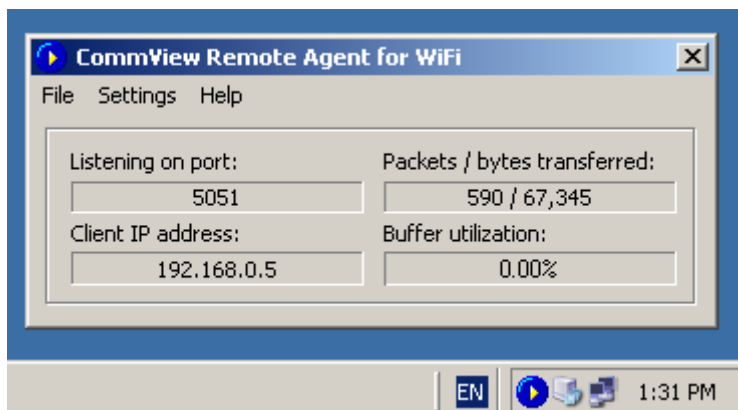 CommView Remote Agent for WiFi
File Settings Help
Listening on port: Packets / bytes transferred:
5051 590 / 67,345
Client IP address: Buffer utilization:
192.168.0.5 0.00%
EN 1:31 PM